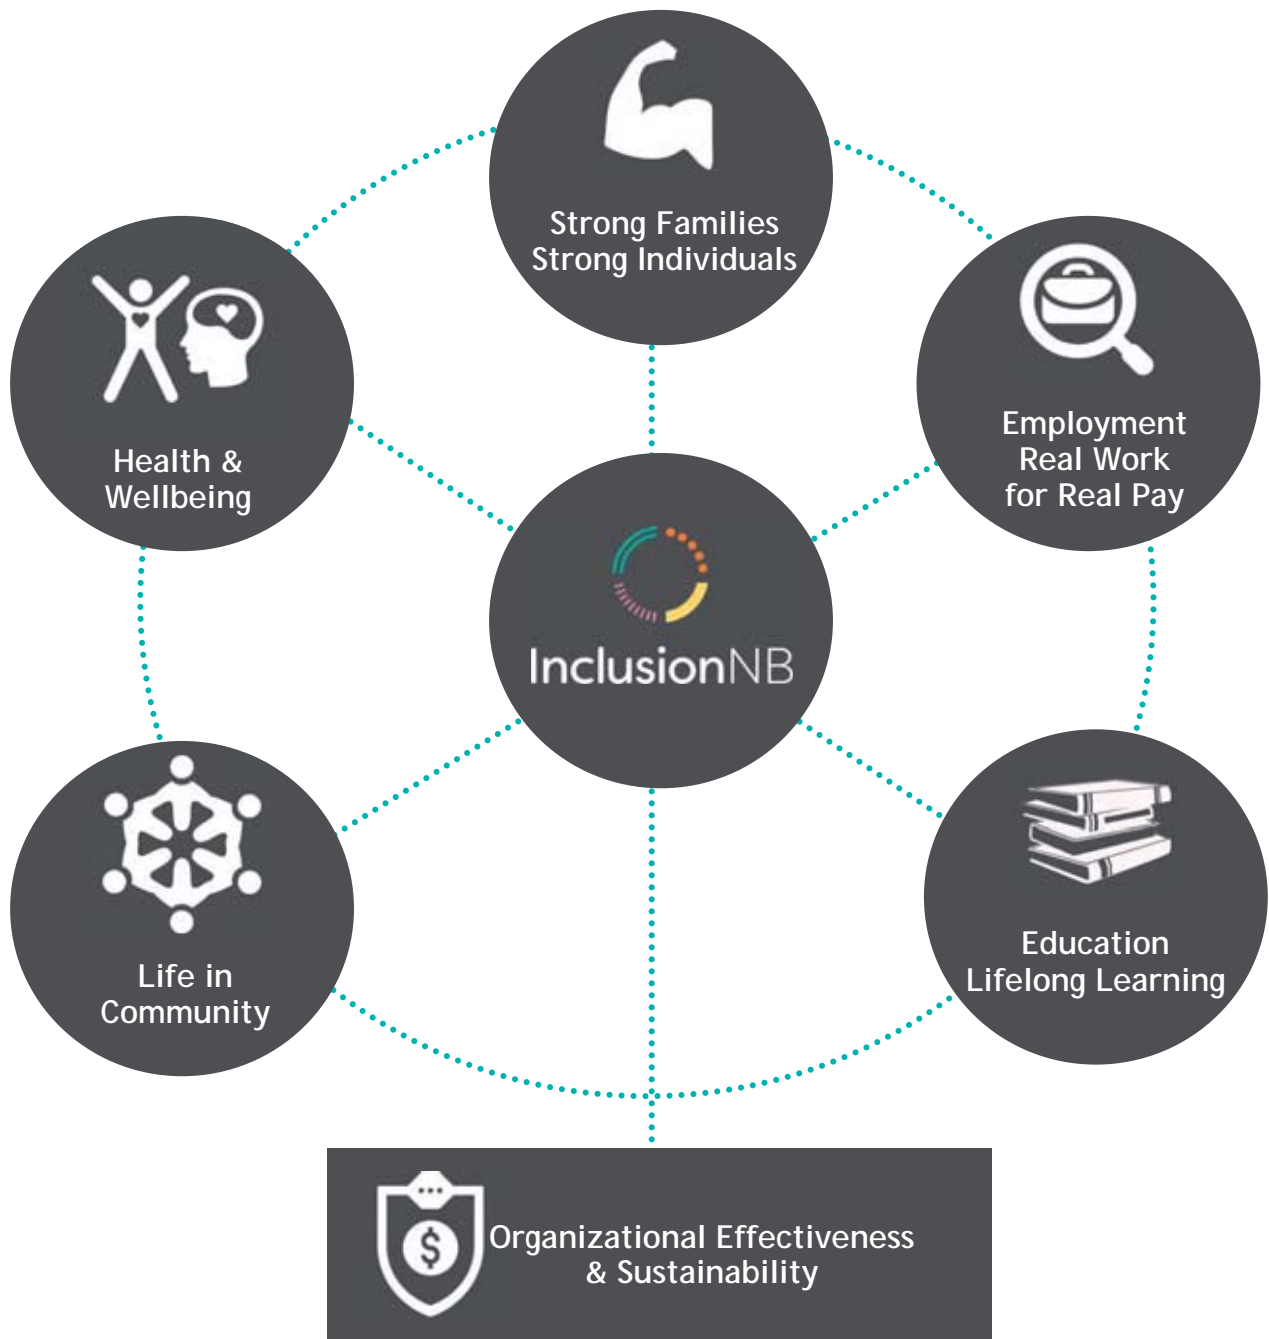 Strong Families
Strong Individuals
Employment
Real Work
for Real Pay
Health &
Wellbeing
InclusionNB
Life in
Community
Education
Lifelong Learning
$
Organizational Effectiveness
& Sustainability